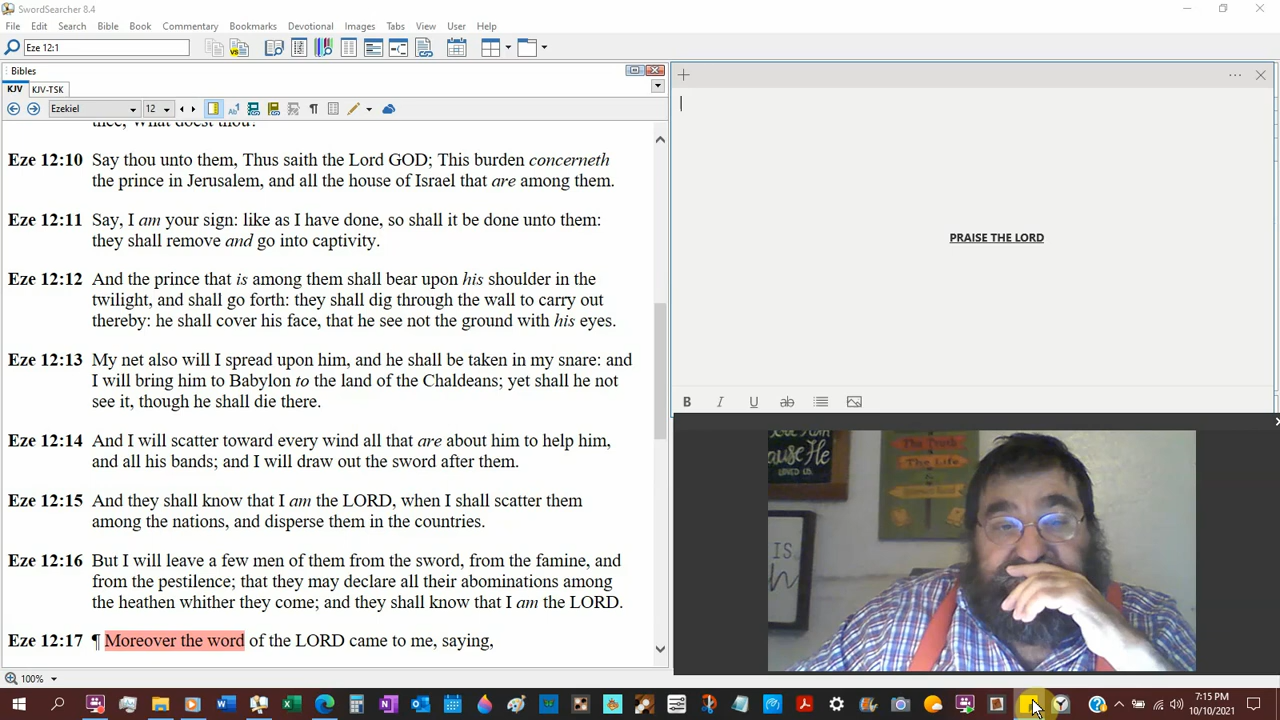 SwordSearcher 8.4
File Edit Search Bible Book Commentary Bookmarks Devotional Images Tabs View User Help
Eze 12:1
Bibles
KJV KJV-TSK
Ezekiel 12
thee, What doest thou?
Eze 12:10 Say thou unto them, Thus saith the Lord GOD; This burden concerneth
the prince in Jerusalem, and all the house of Israel that are among them.
Eze 12:11 Say, I am your sign: like as I have done, so shall it be done unto them:
they shall remove and go into captivity.
Eze 12:12 And the prince that is among them shall bear upon his shoulder in the
twilight, and shall go forth: they shall dig through the wall to carry out
thereby: he shall cover his face, that he see not the ground with his eyes.
Eze 12:13 My net also will I spread upon him, and he shall be taken in my snare: and
I will bring him to Babylon to the land of the Chaldeans; yet shall he not
see it, though he shall die there.
Eze 12:14 And I will scatter toward every wind all that are about him to help him,
and all his bands; and I will draw out the sword after them.
Eze 12:15 And they shall know that I am the LORD, when I shall scatter them
among the nations, and disperse them in the countries.
Eze 12:16 But I will leave a few men of them from the sword, from the famine, and
from the pestilence; that they may declare all their abominations among
the heathen whither they come; and they shall know that I am the LORD.
Eze 12:17 ¶ Moreover the word of the LORD came to me, saying,
100%
PRAISE THE LORD
B I U ab
cause He
LOVED US.
The Truth
The Life
IS
7:15 PM
10/10/2021